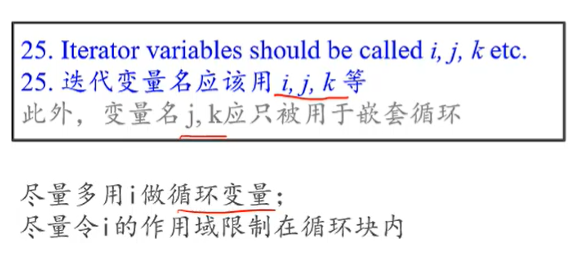 25. Iterator variables should be called i, j, k etc.
25. 迭代变量名应该用 i, j, k 等
此外，变量名 j, k应只被用于嵌套循环
尽量多用i做循环变量；
尽量令i的作用域限制在循环块内